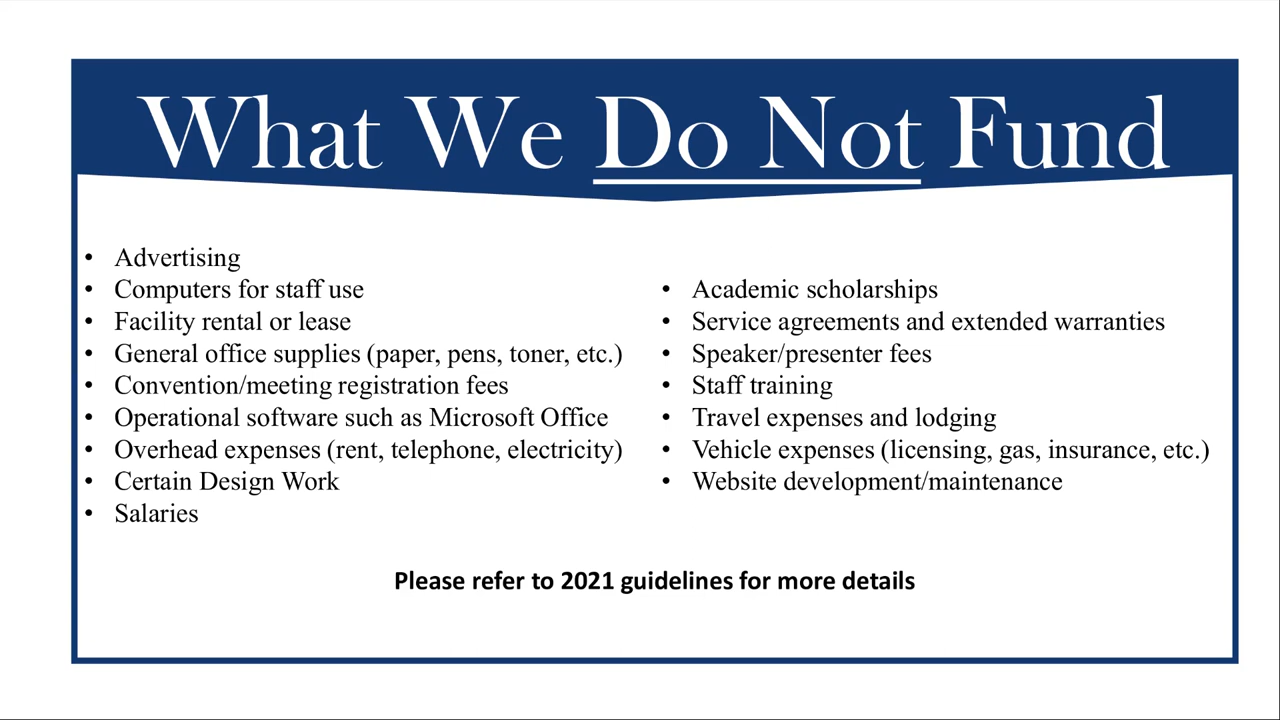 What We Do Not Fund
• Advertising
• Computers for staff use
• Facility rental or lease
• General office supplies (paper, pens, toner, etc.)
• Convention/meeting registration fees
• Operational software such as Microsoft Office
• Overhead expenses (rent, telephone, electricity)
• Certain Design Work
• Salaries
• Academic scholarships
• Service agreements and extended warranties
• Speaker/presenter fees
• Staff training
• Travel expenses and lodging
• Vehicle expenses (licensing, gas, insurance, etc.)
• Website development/maintenance
Please refer to 2021 guidelines for more details